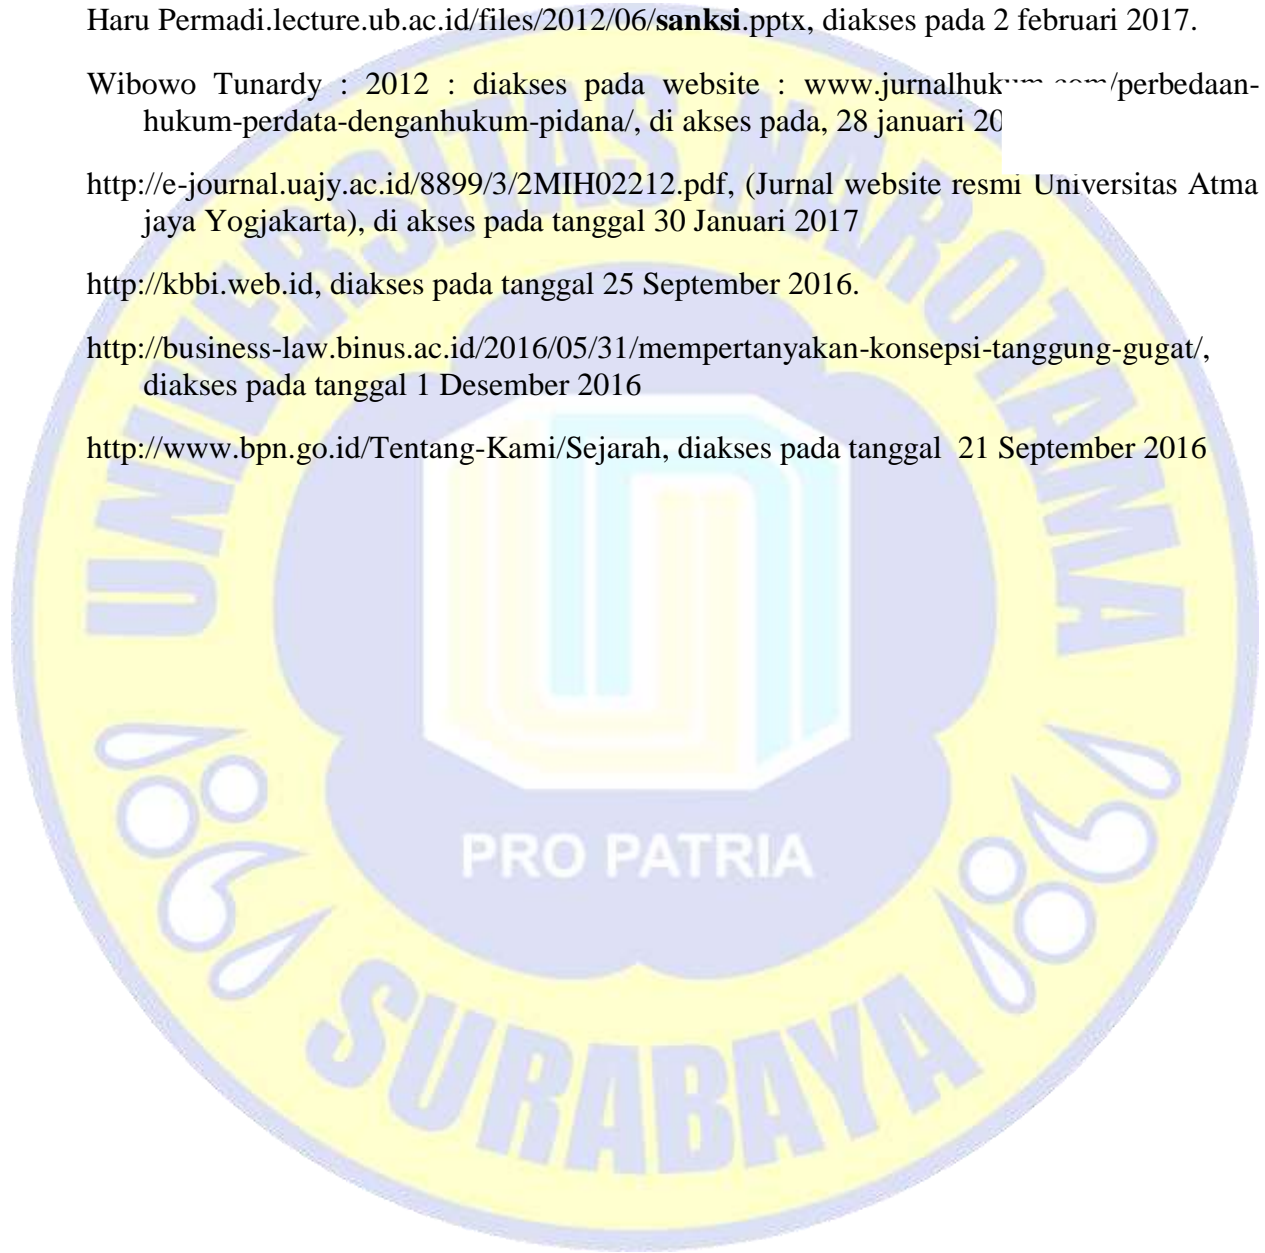 Haru Permadi.lecture.ub.ac.id/files/2012/06/sanksi.pptx, diakses pada 2 februari 2017.
Wibowo Tunardy : 2012 : diakses pada website : www.jurnalhukum.com/perbedaan-
hukum-perdata-denganhukum-pidana/, di akses pada, 28 januari 20
http://e-journal.uajy.ac.id/8899/3/2MIH02212.pdf, (Jurnal website resmi Universitas Atma
jaya Yogjakarta), di akses pada tanggal 30 Januari 2017
http://kbbi.web.id, diakses pada tanggal 25 September 2016.
http://business-law.binus.ac.id/2016/05/31/mempertanyakan-konsepsi-tanggung-gugat/,
diakses pada tanggal 1 Desember 2016
http://www.bpn.go.id/Tentang-Kami/Sejarah, diakses pada tanggal  21 September 2016
UNIVERSITAS NAROTAMA
PRO PATRIA
SURABAYA